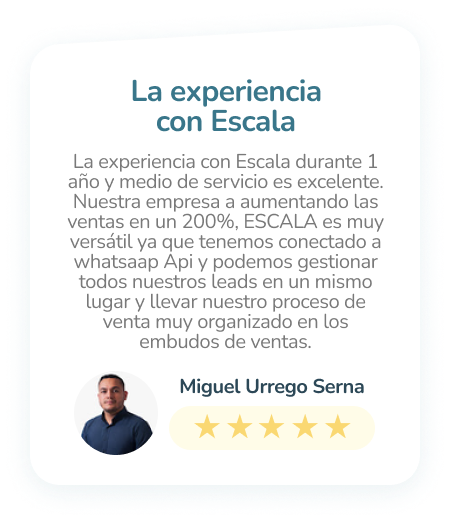 La experiencia
con Escala
La experiencia con Escala durante 1
año y medio de servicio es excelente.
Nuestra empresa a aumentando las
ventas en un 200%, ESCALA es muy
versátil ya que tenemos conectado a
whatsaap Api y podemos gestionar
todos nuestros leads en un mismo
lugar y llevar nuestro proceso de
venta muy organizado en los
embudos de ventas.
Miguel Urrego Serna